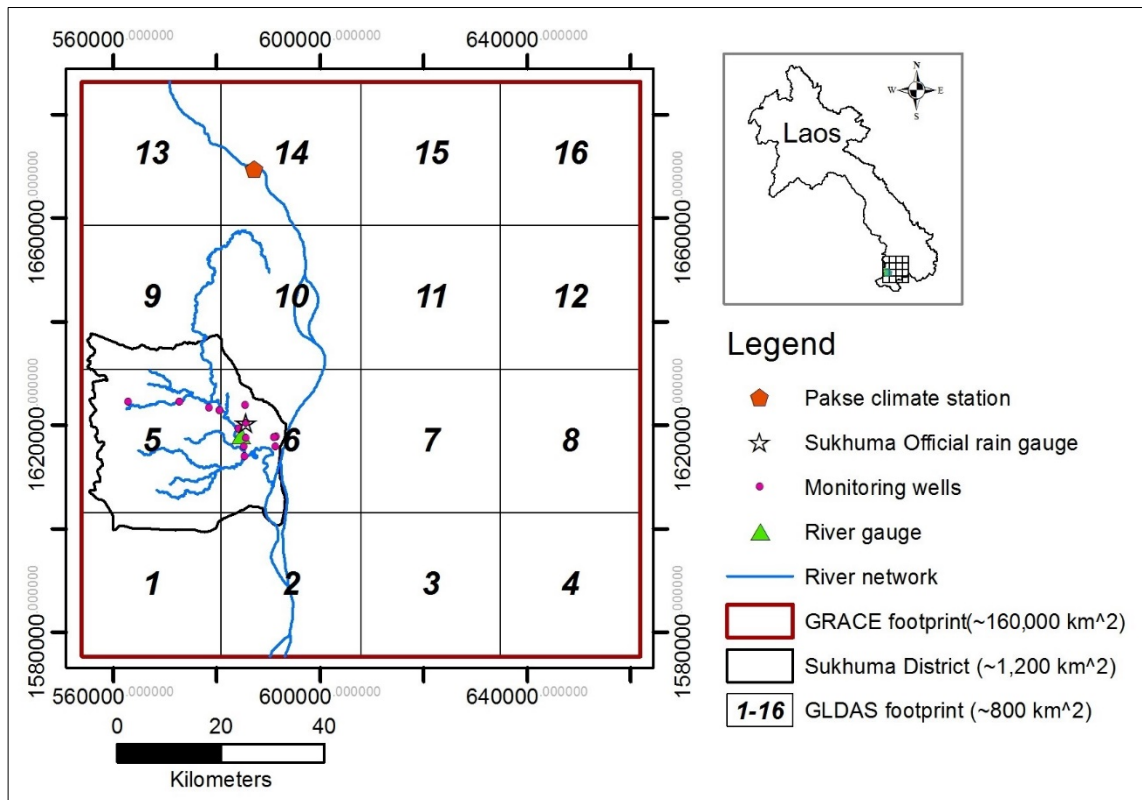 560000.000000 600000.000000 640000.000000
13 14 15 16
9 10 11 12
5 6 7 8
1 2 3 4
1660000.000000
1620000.000000
1580000.000000
1660000.000000
1620000.000000
1580000.000000
560000.000000 600000.000000 640000.000000
0 20 40
Kilometers
N
W E
S
Laos
Legend
Pakse climate station
Sukhuma Official rain gauge
Monitoring wells
River gauge
River network
GRACE footprint(~160,000 km^2)
Sukhuma District (~1,200 km^2)
1-16 GLDAS footprint (~800 km^2)